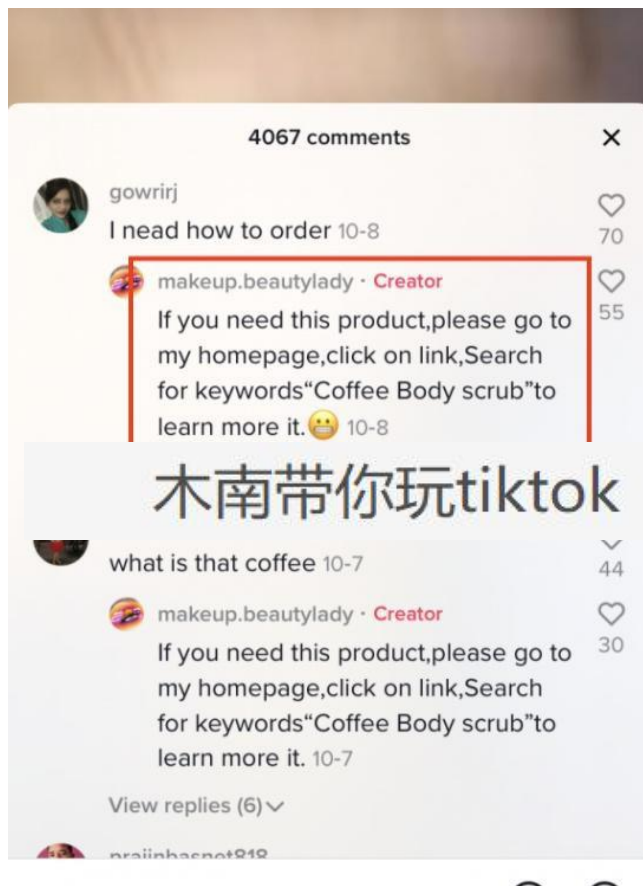 4067 comments
gowrirj
I nead how to order 10-8
70
makeup.beautylady · Creator
If you need this product,please go to
my homepage,click on link,Search
for keywords“Coffee Body scrub”to
learn more it.😬 10-8
55
木南带你玩tiktok
what is that coffee 10-7
44
makeup.beautylady · Creator
If you need this product,please go to
my homepage,click on link,Search
for keywords“Coffee Body scrub”to
learn more it. 10-7
30
View replies (6)